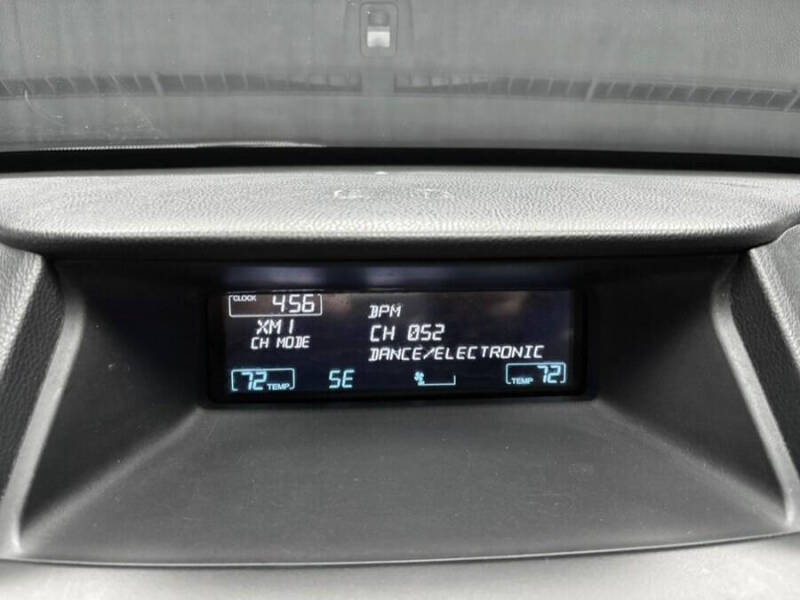 CLOCK 456
BPM
XM1
CH 052
CH MODE
DANCE/ELECTRONIC
72 TEMP SE TEMP 72